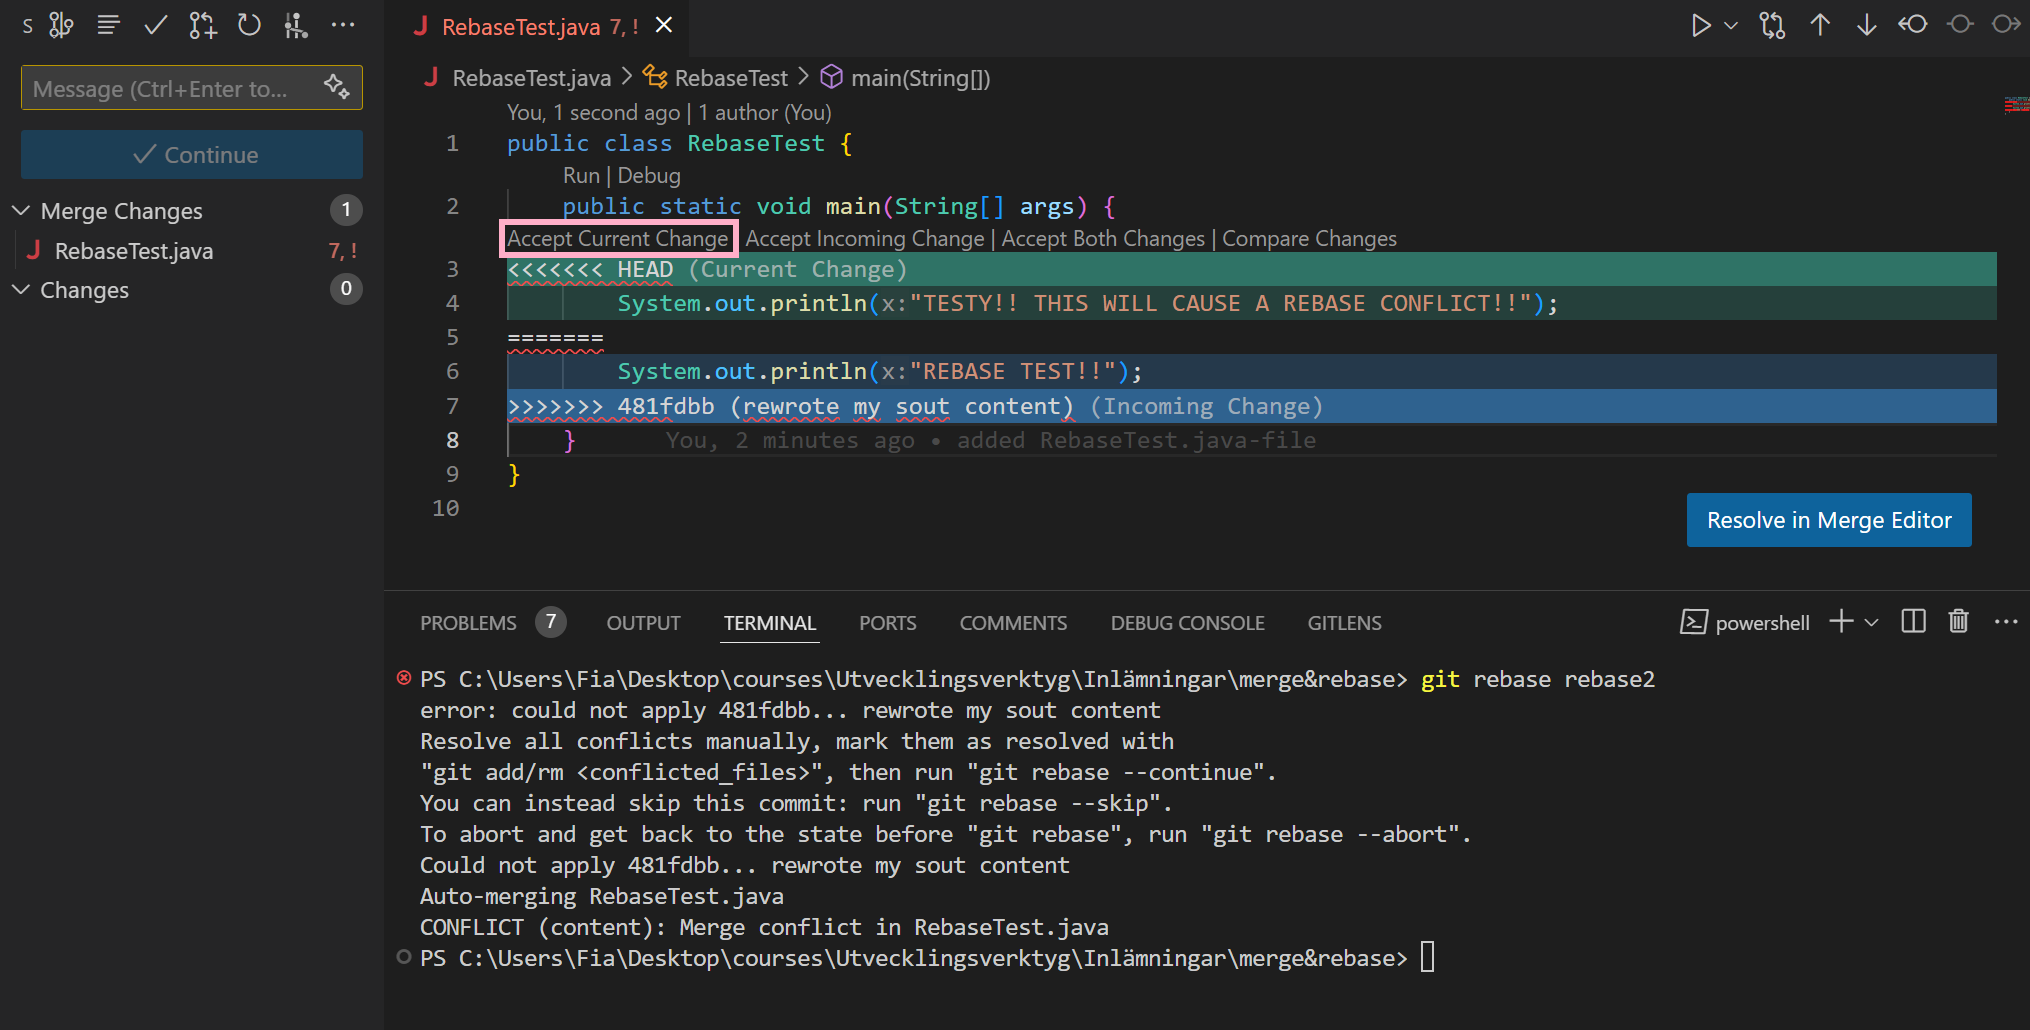 S
RebaseTest.java 7, !
Message (Ctrl+Enter to...
Continue
Merge Changes 1
RebaseTest.java 7, !
Changes 0
RebaseTest.java > RebaseTest > main(String[])
You, 1 second ago | 1 author (You)
1 public class RebaseTest {
Run | Debug
2 public static void main(String[] args) {
Accept Current Change Accept Incoming Change | Accept Both Changes | Compare Changes
3 <<<<<<< HEAD (Current Change)
4 System.out.println(x:"TESTY!! THIS WILL CAUSE A REBASE CONFLICT!!");
5 =======
6 System.out.println(x:"REBASE TEST!!");
7 >>>>>>> 481fdbb (rewrote my sout content) (Incoming Change)
8 } You, 2 minutes ago • added RebaseTest.java-file
9 }
10
Resolve in Merge Editor
PROBLEMS 7 OUTPUT TERMINAL PORTS COMMENTS DEBUG CONSOLE GITLENS powershell
PS C:\Users\Fia\Desktop\courses\Utvecklingsverktyg\Inlämningar\merge&rebase> git rebase rebase2
error: could not apply 481fdbb... rewrote my sout content
Resolve all conflicts manually, mark them as resolved with
"git add/rm <conflicted_files>", then run "git rebase --continue".
You can instead skip this commit: run "git rebase --skip".
To abort and get back to the state before "git rebase", run "git rebase --abort".
Could not apply 481fdbb... rewrote my sout content
Auto-merging RebaseTest.java
CONFLICT (content): Merge conflict in RebaseTest.java
PS C:\Users\Fia\Desktop\courses\Utvecklingsverktyg\Inlämningar\merge&rebase>